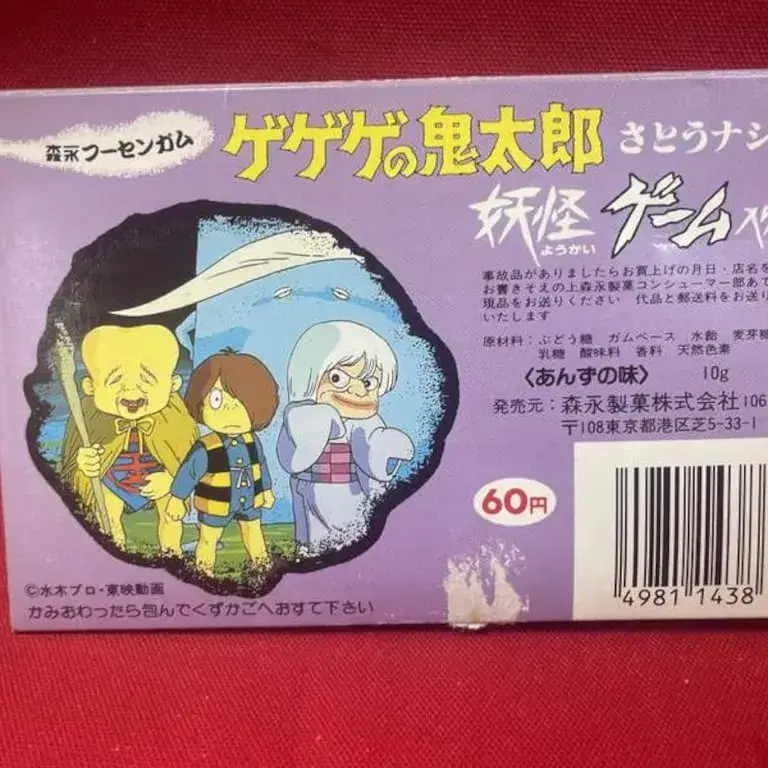 森永フーセンガム
ゲゲゲの鬼太郎 さとうナシ
妖怪 ゲーム
ようかい
事故品がありましたらお買上げの月日・店名を
お書きそえの上森永製菓コンシューマー部あて
現品をお送りください 代品と郵送料をお送り
いたします
原材料:ぶどう糖 ガムベース 水飴 麦芽糖
乳糖 酸味料 香料 天然色素
〈あんずの味〉 10g
発売元:森永製菓株式会社106
〒108東京都港区芝5-33-1
60円
©水木プロ・東映動画
かみおわったら包んでくずかごへおすて下さい
4981 1438